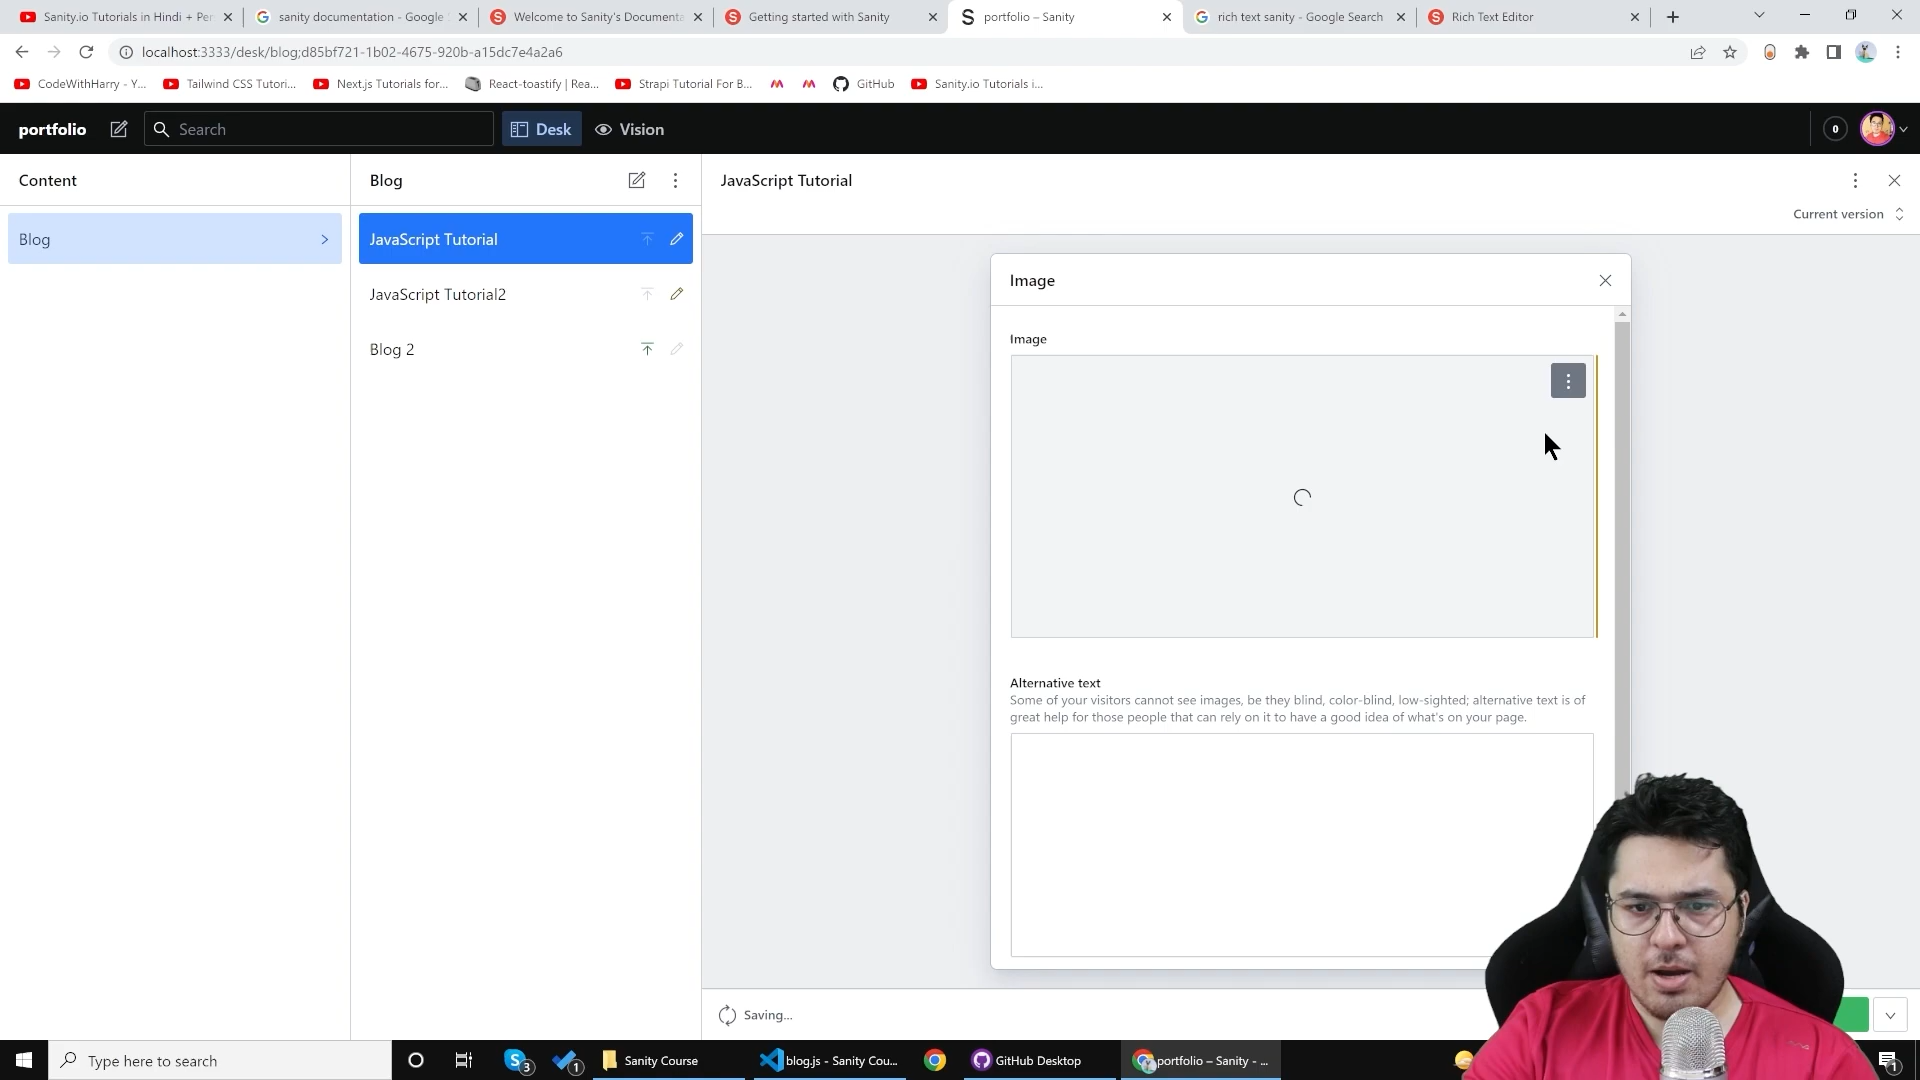 Sanity.io Tutorials in Hindi + Per
sanity documentation - Google
Welcome to Sanity's Documenta
Getting started with Sanity
portfolio – Sanity
rich text sanity - Google Search
Rich Text Editor
localhost:3333/desk/blog;d85bf721-1b02-4675-920b-a15dc7e4a2a6
CodeWithHarry - Y...
Tailwind CSS Tutori...
Next.js Tutorials for...
React-toastify | Rea...
Strapi Tutorial For B...
GitHub
Sanity.io Tutorials i...
portfolio
Search
Desk
Vision
0
Content
Blog
JavaScript Tutorial
Current version
Blog
JavaScript Tutorial
JavaScript Tutorial2
Blog 2
Image
Image
Alternative text
Some of your visitors cannot see images, be they blind, color-blind, low-sighted; alternative text is of
great help for those people that can rely on it to have a good idea of what's on your page.
Saving...
Type here to search
3
1
Sanity Course
blog.js - Sanity Cou...
GitHub Desktop
portfolio – Sanity - ...
1